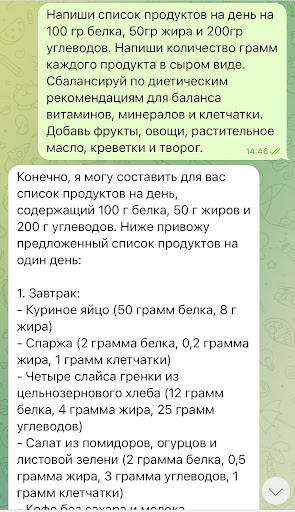 Напиши список продуктов на день на
100 гр белка, 50гр жира и 200гр
углеводов. Напиши количество грамм
каждого продукта в сыром виде.
Сбалансируй по диетическим
рекомендациям для баланса
витаминов, минералов и клетчатки.
Добавь фрукты, овощи, растительное
масло, креветки и творог.
14:46
Конечно, я могу составить для вас
список продуктов на день,
содержащий 100 г белка, 50 г жиров и
200 г углеводов. Ниже привожу
предложенный список продуктов на
один день:
1. Завтрак:
- Куриное яйцо (50 грамм белка, 8 г
жира)
- Спаржа (2 грамма белка, 0,2 грамма
жира, 1 грамм клетчатки)
- Четыре слайса гренки из
цельнозернового хлеба (12 грамм
белка, 4 грамма жира, 25 грамм
углеводов)
- Салат из помидоров, огурцов и
листовой зелени (2 грамма белка, 0,5
грамма жира, 3 грамма углеводов, 1
грамм клетчатки)
- Кофе без сахара и молока